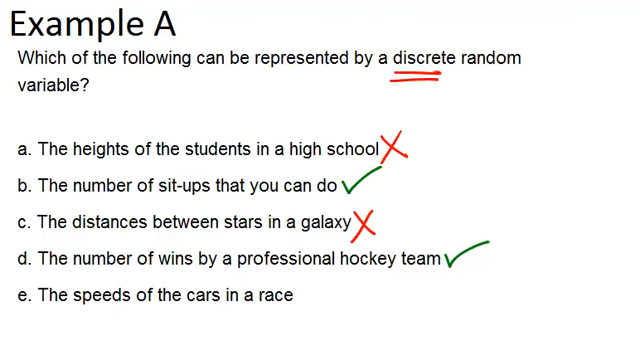 Example A
Which of the following can be represented by a discrete random
variable?
a. The heights of the students in a high school
b. The number of sit-ups that you can do
c. The distances between stars in a galaxy
d. The number of wins by a professional hockey team
e. The speeds of the cars in a race